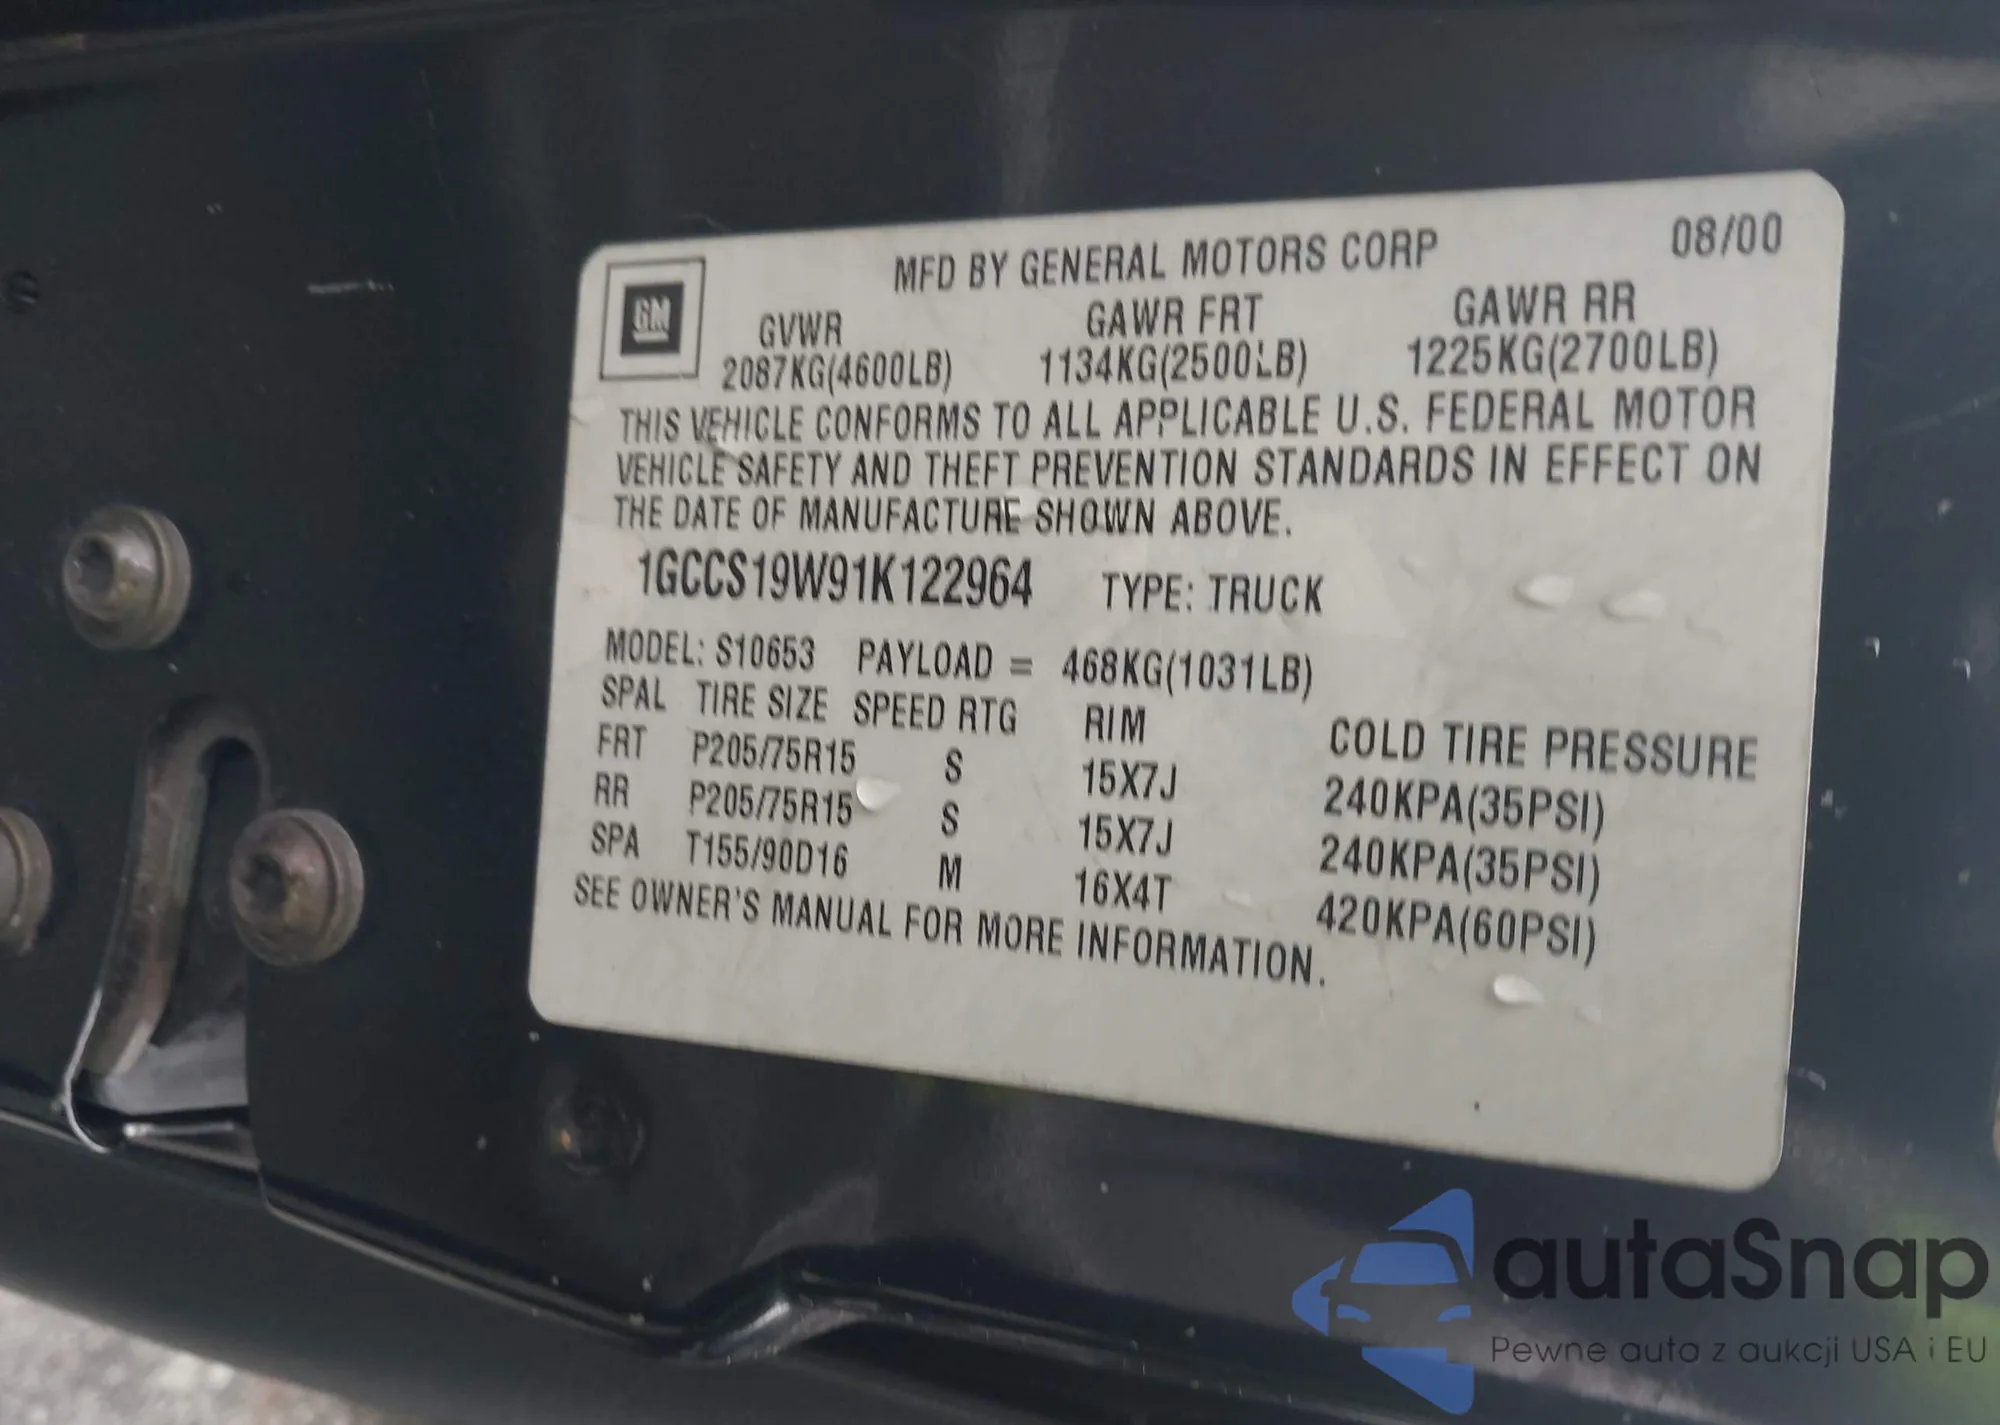 MFD BY GENERAL MOTORS CORP 08/00
GM
GVWR GAWR FRT GAWR RR
2087KG(4600LB) 1134KG(2500LB) 1225KG(2700LB)
THIS VEHICLE CONFORMS TO ALL APPLICABLE U.S. FEDERAL MOTOR
VEHICLE SAFETY AND THEFT PREVENTION STANDARDS IN EFFECT ON
THE DATE OF MANUFACTURE SHOWN ABOVE.
1GCCS19W91K122964 TYPE: TRUCK
MODEL: S10653 PAYLOAD = 468KG(1031LB)
SPAL TIRE SIZE SPEED RTG RIM COLD TIRE PRESSURE
FRT P205/75R15 S 15X7J 240KPA(35PSI)
RR P205/75R15 S 15X7J 240KPA(35PSI)
SPA T155/90D16 M 16X4T 420KPA(60PSI)
SEE OWNER'S MANUAL FOR MORE INFORMATION.
autaSnap
Pewne auta z aukcji USA i EU